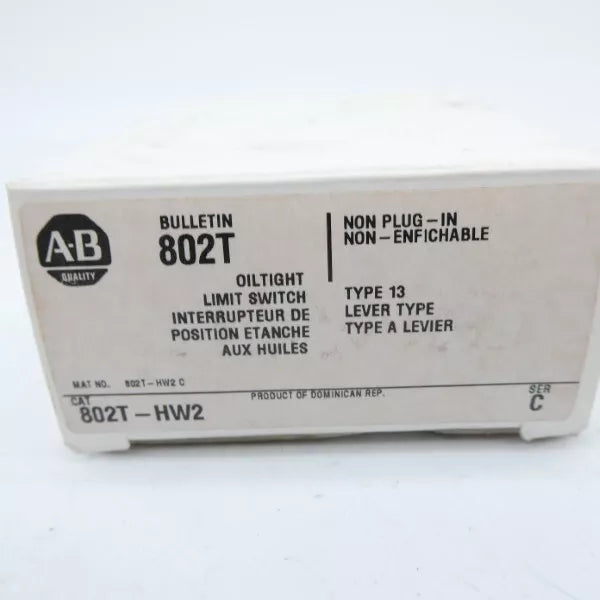 A-B
QUALITY
BULLETIN
802T
OILTIGHT
LIMIT SWITCH
INTERRUPTEUR DE
POSITION ETANCHE
AUX HUILES
NON PLUG-IN
NON-ENFICHABLE
TYPE 13
LEVER TYPE
TYPE A LEVIER
MAT NO. 802T-HW2 C
CAT
802T-HW2
PRODUCT OF DOMINICAN REP.
SER
C